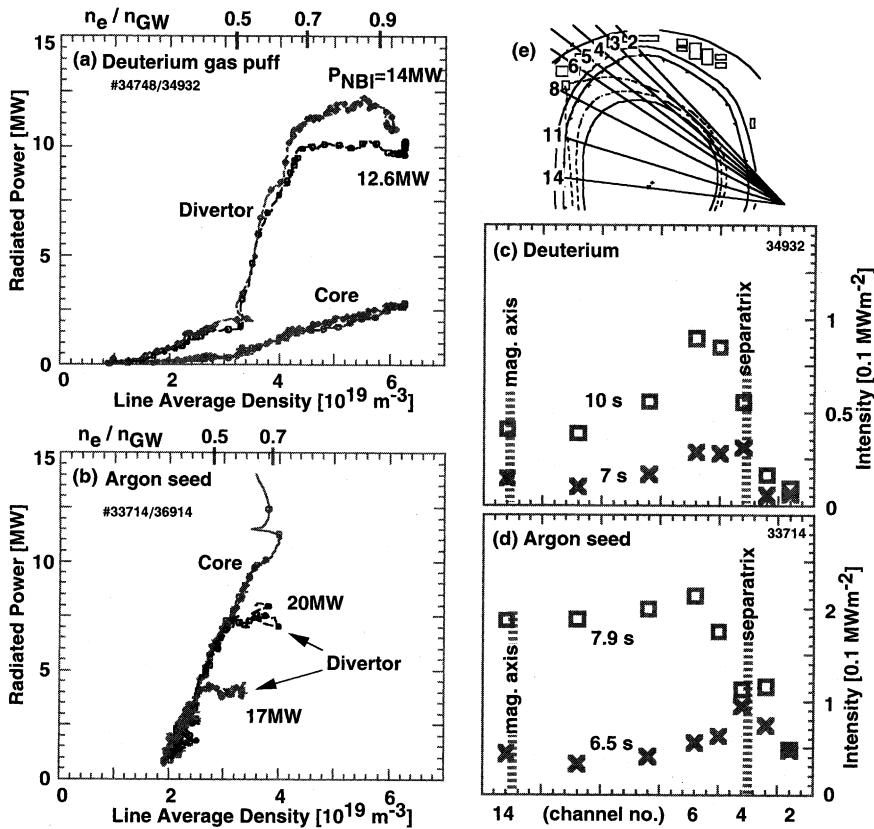 n_e / n_GW
0.5 0.7 0.9
15
10
5
0
Radiated Power [MW]
(a) Deuterium gas puff
#34748/34932
P_NBI=14MW
12.6MW
Divertor
Core
0 2 4 6
Line Average Density [10^19 m^-3]
n_e / n_GW
0.5 0.7
15
10
5
0
Radiated Power [MW]
(b) Argon seed
#33714/36914
Core
20MW
Divertor
17MW
0 2 4 6
Line Average Density [10^19 m^-3]
(e)
2
3
4
5
6
8
11
14
(c) Deuterium
34932
mag. axis
separatrix
10 s
7 s
1
0.5
0
Intensity [0.1 MWm^-2]
(d) Argon seed
33714
mag. axis
separatrix
7.9 s
6.5 s
2
1
0
Intensity [0.1 MWm^-2]
14 (channel no.) 6 4 2